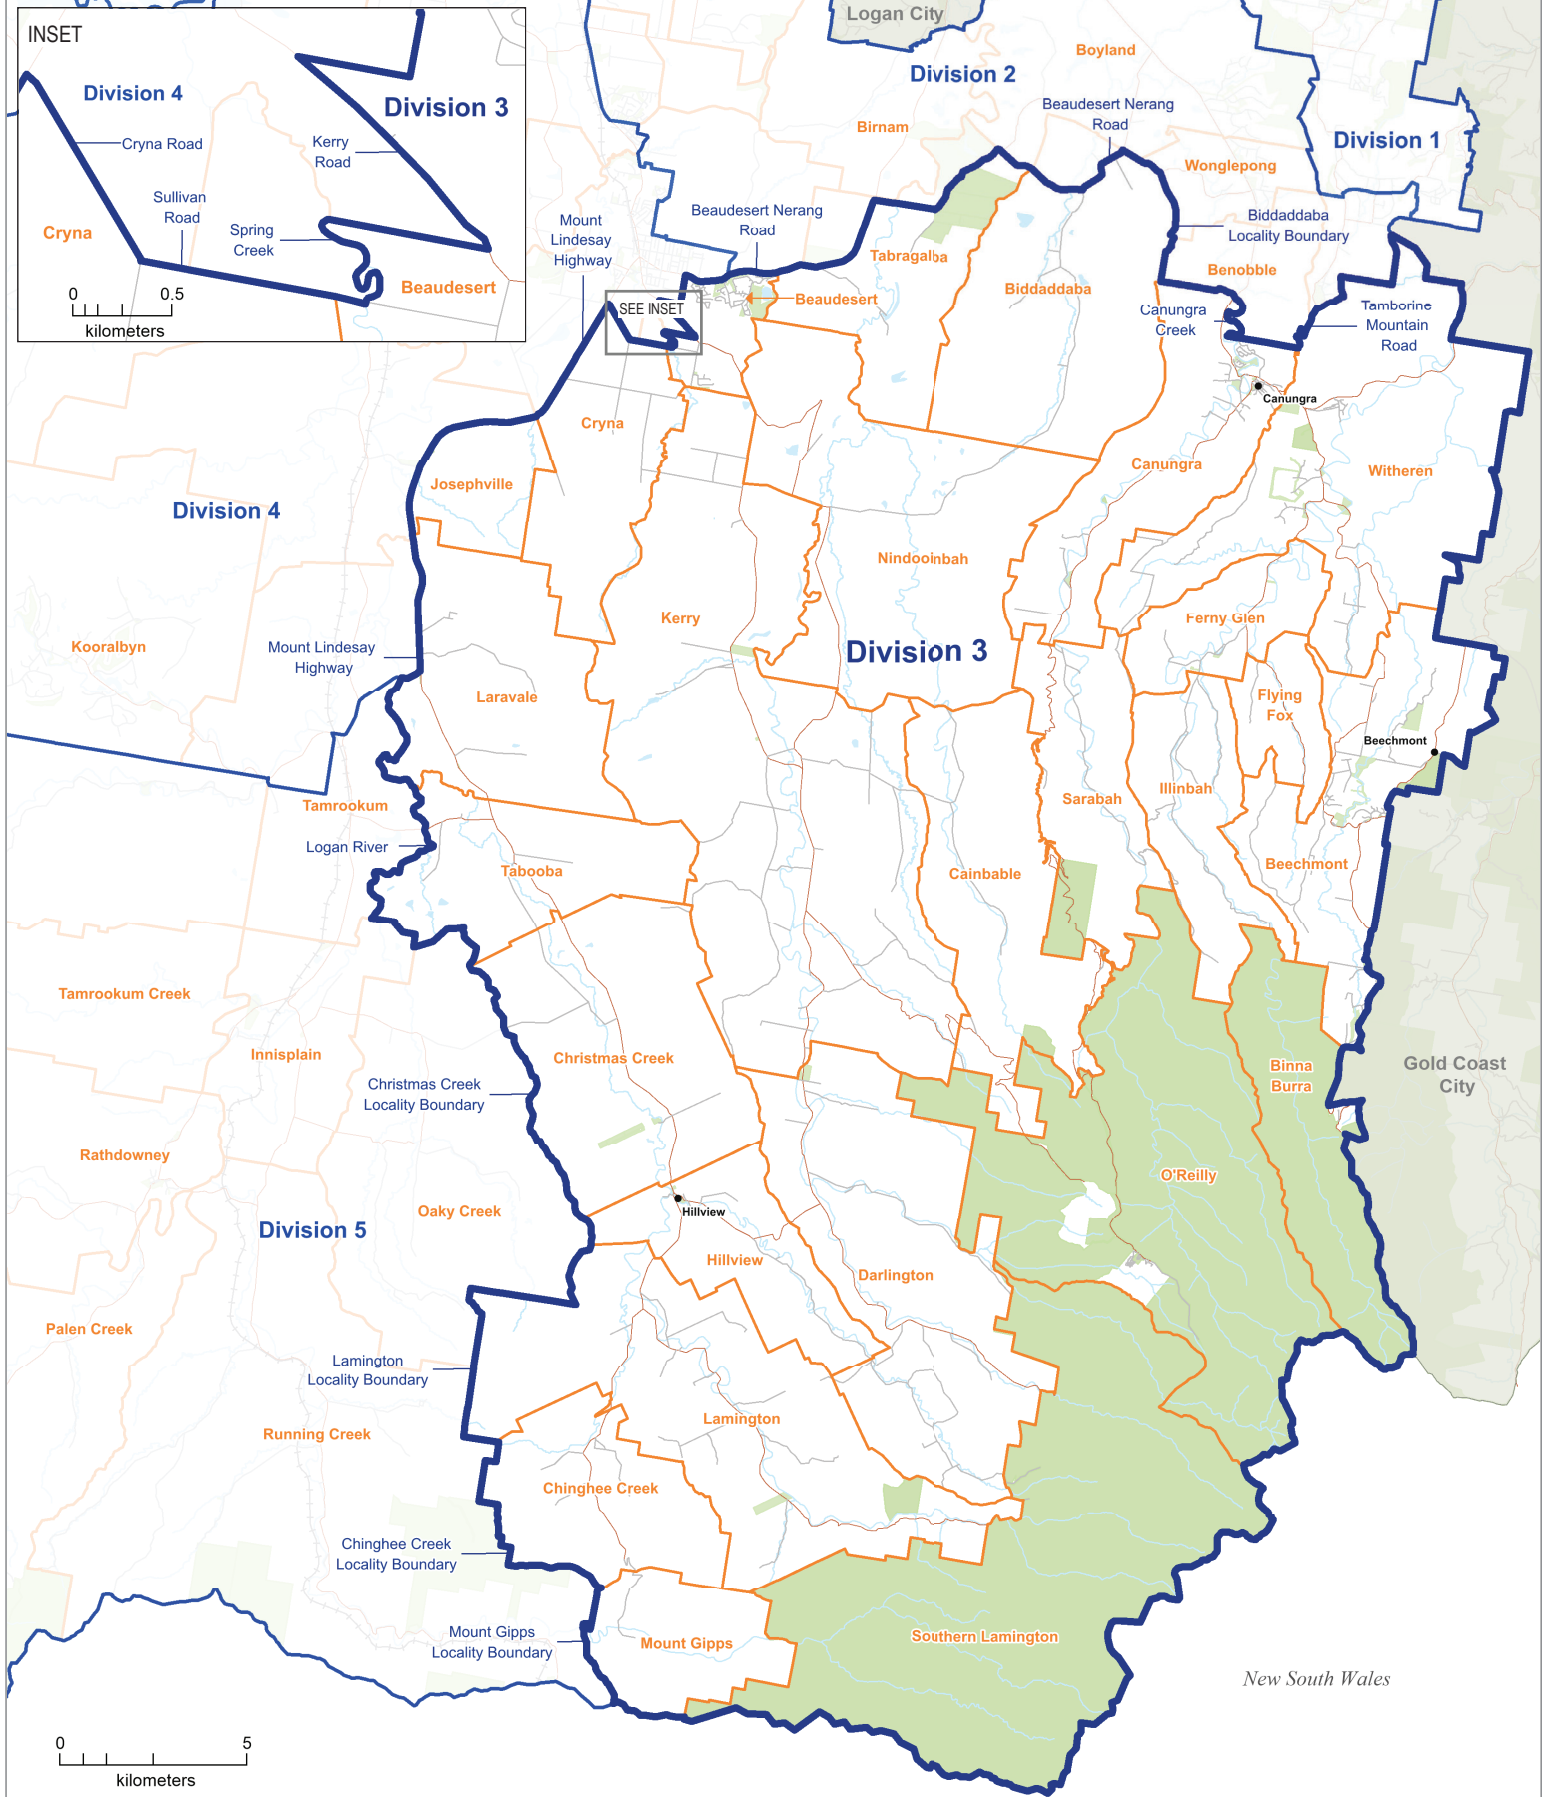 INSET
Division 4
Cryna Road
Kerry
Road
Division 3
Sullivan
Road
Spring
Creek
Cryna
Beaudesert
0 0.5
kilometers
Logan City
Division 2
Boyland
Beaudesert Nerang
Road
Birnam
Division 1
Wonglepong
Mount
Lindesay
Highway
Beaudesert Nerang
Road
Biddaddaba
Locality Boundary
Tabragalba
Benobble
Biddaddaba
Beaudesert
SEE INSET
Canungra
Creek
Tamborine
Mountain
Road
Canungra
Cryna
Josephville
Canungra
Witheren
Division 4
Nindooinbah
Kooralbyn
Kerry
Ferny Glen
Mount Lindesay
Highway
Division 3
Laravale
Flying
Fox
Beechmont
Tamrookum
Sarabah
Illinbah
Logan River
Tabooba
Cainbable
Beechmont
Tamrookum Creek
Innisplain
Christmas Creek
Binna
Burra
Gold Coast
City
Christmas Creek
Locality Boundary
Rathdowney
O'Reilly
Oaky Creek
Hillview
Division 5
Hillview
Darlington
Palen Creek
Lamington
Locality Boundary
Running Creek
Lamington
Chinghee Creek
Chinghee Creek
Locality Boundary
Mount Gipps
Locality Boundary
Mount Gipps
Southern Lamington
New South Wales
0 5
kilometers